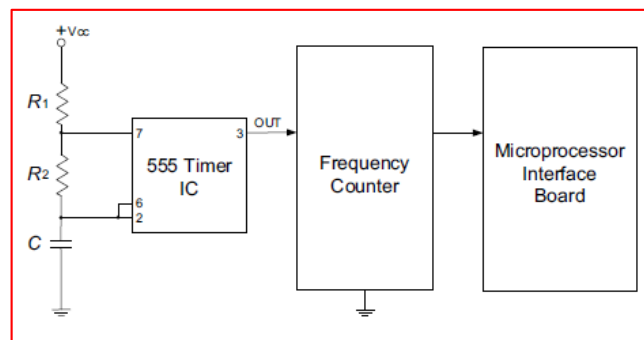 +Vcc
R1
R2
C
7
3
6
2
555 Timer
IC
OUT
Frequency
Counter
Microprocessor
Interface
Board